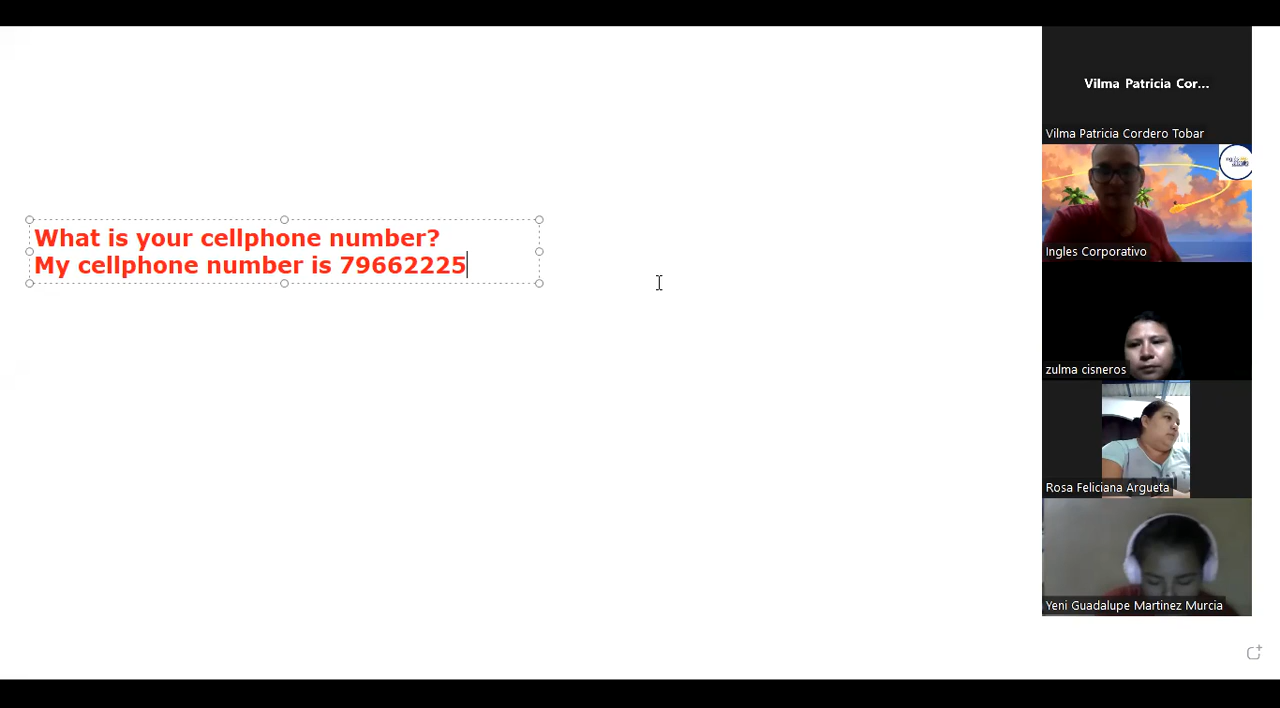 What is your cellphone number?
My cellphone number is 79662225
Vilma Patricia Cor...
Vilma Patricia Cordero Tobar
Ingles Corporativo
zulma cisneros
Rosa Feliciana Argueta
Yeni Guadalupe Martinez Murcia